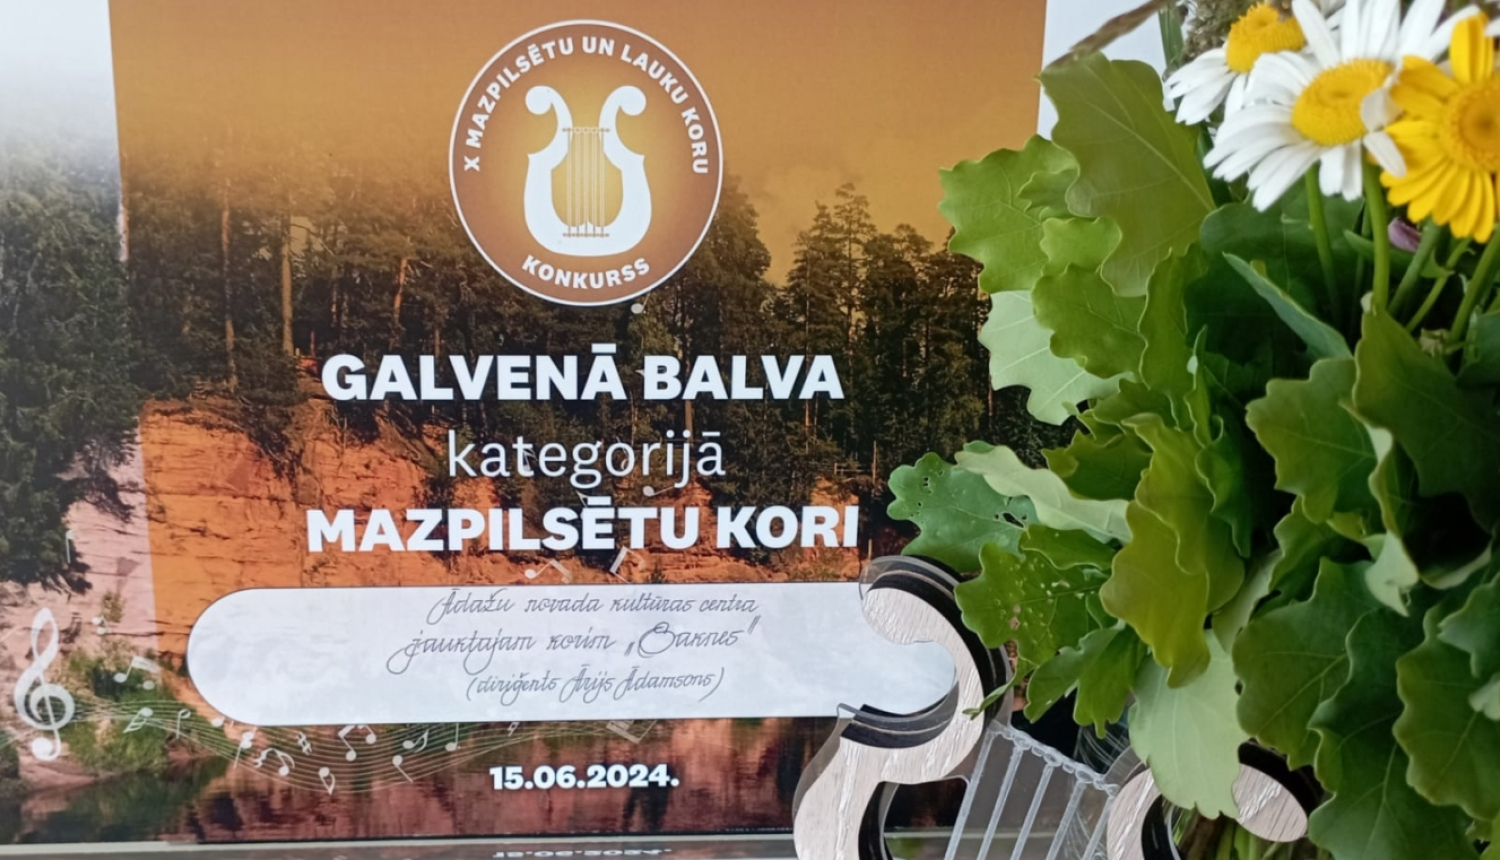 X MAZPILSĒTU UN LAUKU KORU
KONKURSS
GALVENĀ BALVA
kategorijā
MAZPILSĒTU KORI
Ādažu novada kultūras centra
jauktajam korim „Saknes"
(diriģents Ārijs Ādamsons)
15.06.2024.